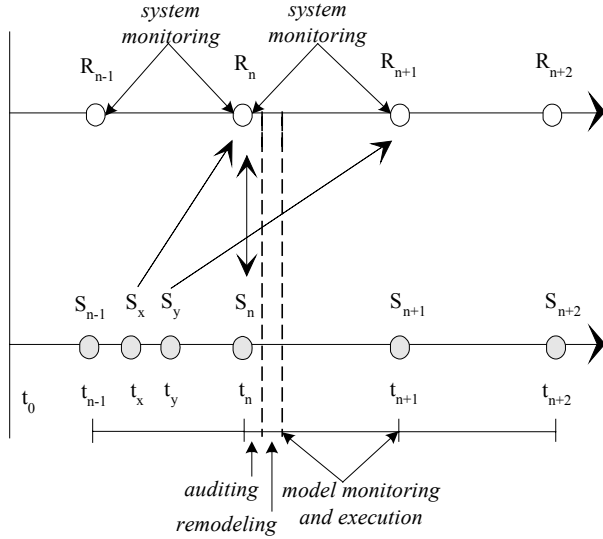 system monitoring
system monitoring
R_{n-1} R_n R_{n+1} R_{n+2}
S_{n-1} S_x S_y S_n S_{n+1} S_{n+2}
t_0 t_{n-1} t_x t_y t_n t_{n+1} t_{n+2}
auditing
remodeling
model monitoring
and execution